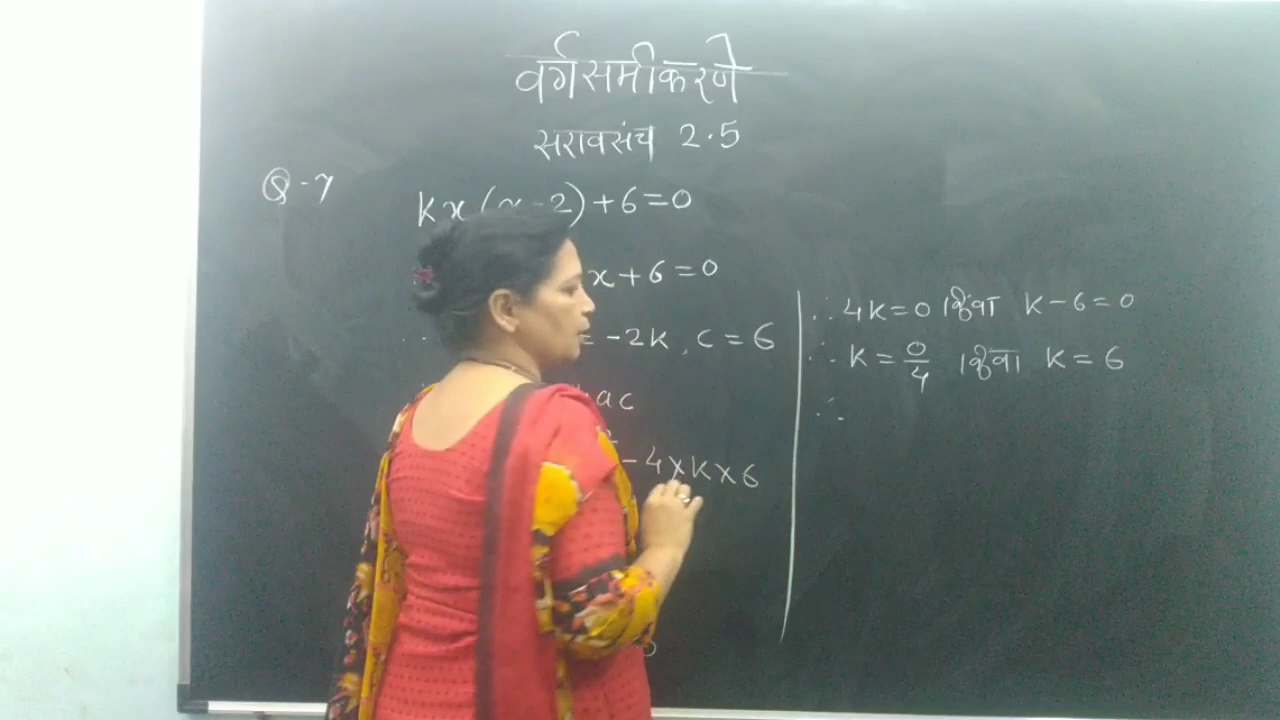 वर्गसमीकरणे
सरावसंच 2.5
Q-7
kx(x-2)+6=0
x+6=0
= -2k, c = 6
ac
- 4×k×6
∴ 4k=0 किंवा k-6=0
∴ k = 0/4 किंवा k = 6
∴